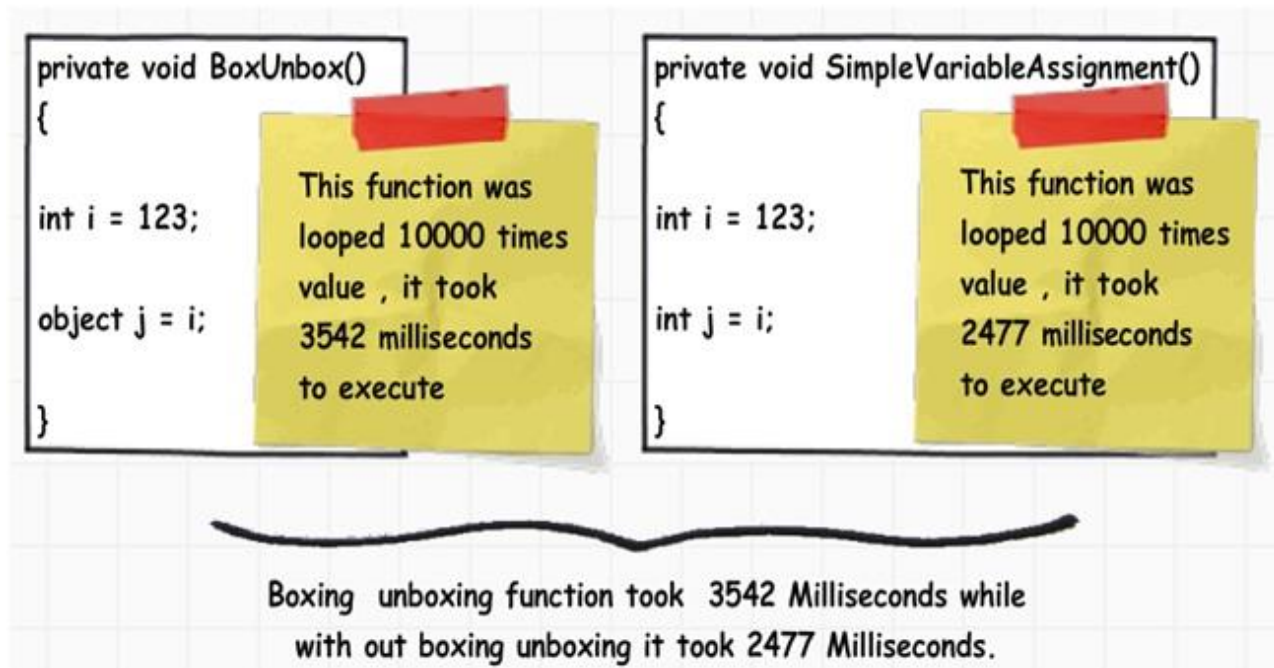 private void BoxUnbox()
{
int i = 123;
object j = i;
}
This function was
looped 10000 times
value , it took
3542 milliseconds
to execute
private void SimpleVariableAssignment()
{
int i = 123;
int j = i;
}
This function was
looped 10000 times
value , it took
2477 milliseconds
to execute
Boxing unboxing function took 3542 Milliseconds while
with out boxing unboxing it took 2477 Milliseconds.